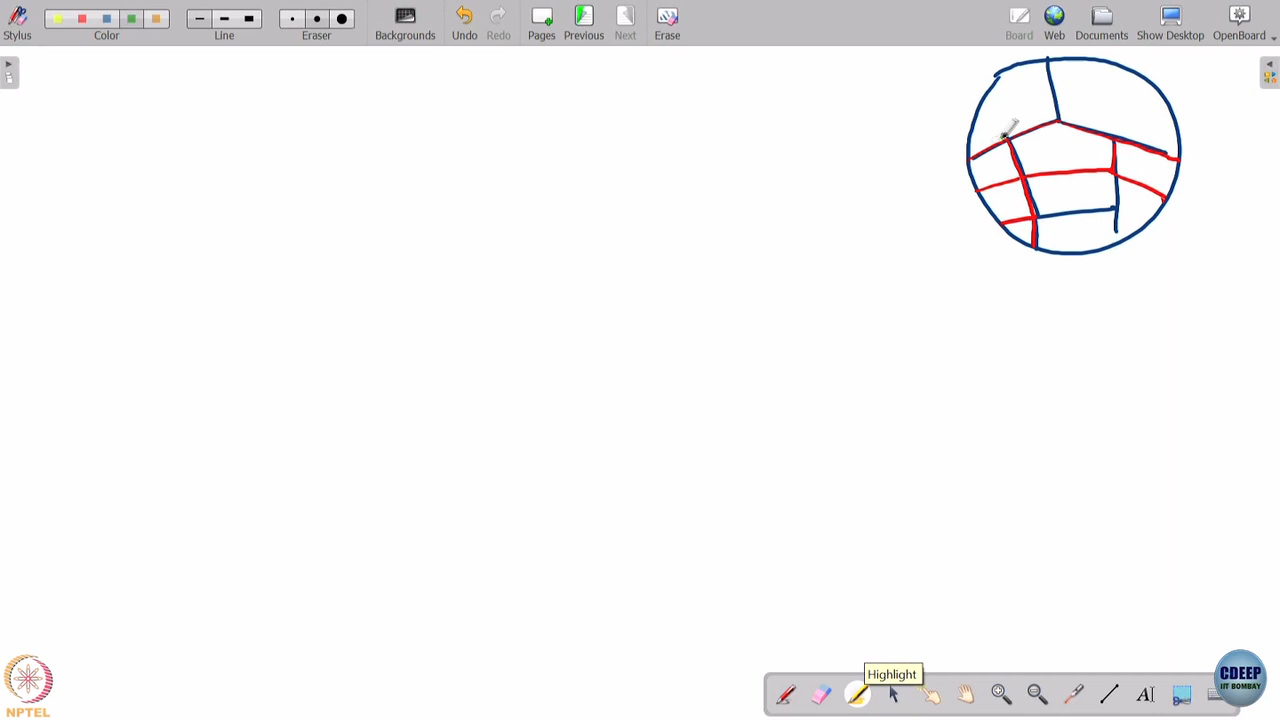 Stylus
Color
Line
Eraser
Backgrounds
Undo
Redo
Pages
Previous
Next
Erase
Board
Web
Documents
Show Desktop
OpenBoard
Highlight
NPTEL
CDEEP
IIT BOMBAY